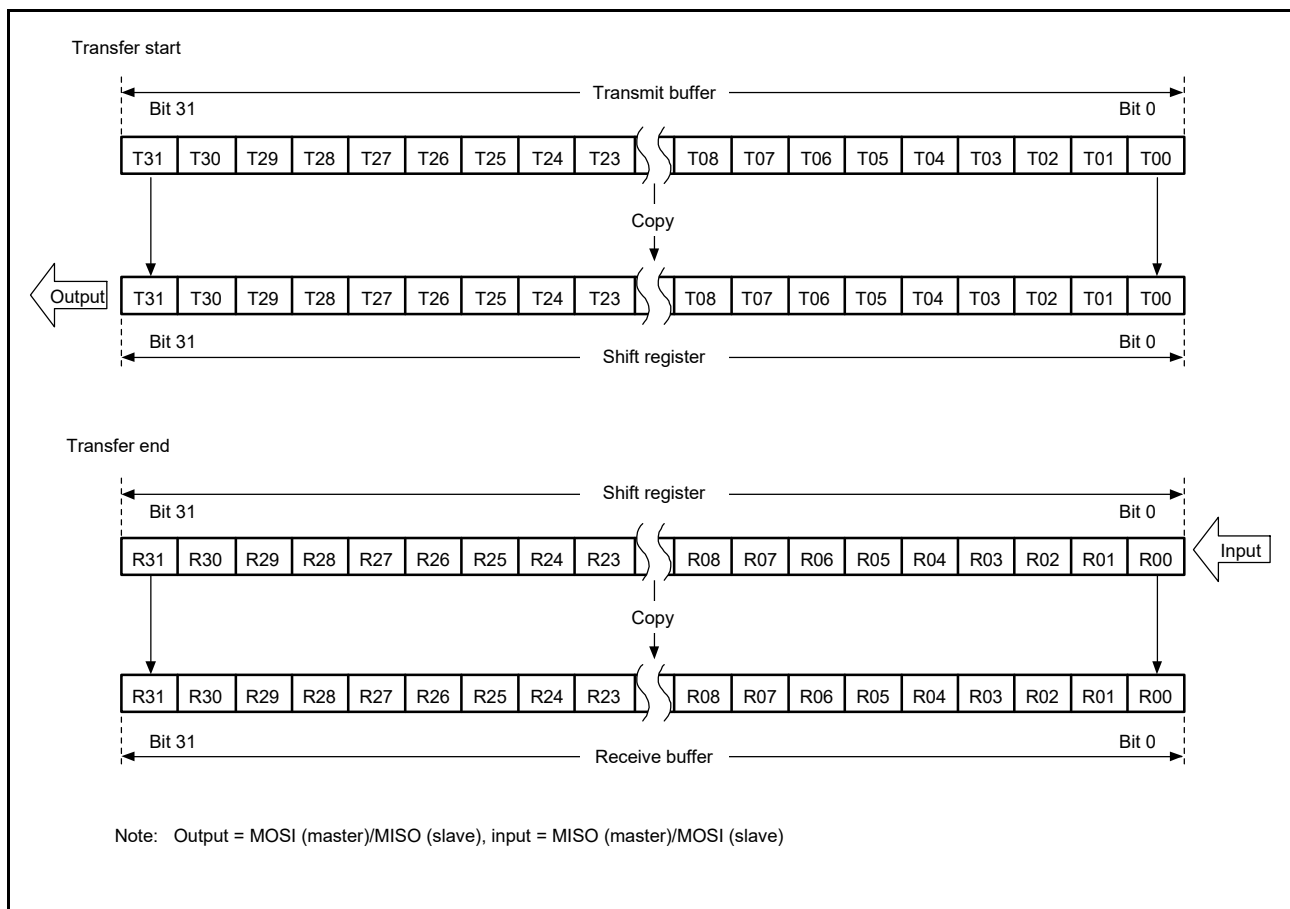 Transfer start
Transmit buffer
Bit 31 Bit 0
T31 T30 T29 T28 T27 T26 T25 T24 T23 T08 T07 T06 T05 T04 T03 T02 T01 T00
Copy
Output T31 T30 T29 T28 T27 T26 T25 T24 T23 T08 T07 T06 T05 T04 T03 T02 T01 T00
Bit 31 Bit 0
Shift register
Transfer end
Shift register
Bit 31 Bit 0
R31 R30 R29 R28 R27 R26 R25 R24 R23 R08 R07 R06 R05 R04 R03 R02 R01 R00 Input
Copy
R31 R30 R29 R28 R27 R26 R25 R24 R23 R08 R07 R06 R05 R04 R03 R02 R01 R00
Bit 31 Bit 0
Receive buffer
Note: Output = MOSI (master)/MISO (slave), input = MISO (master)/MOSI (slave)